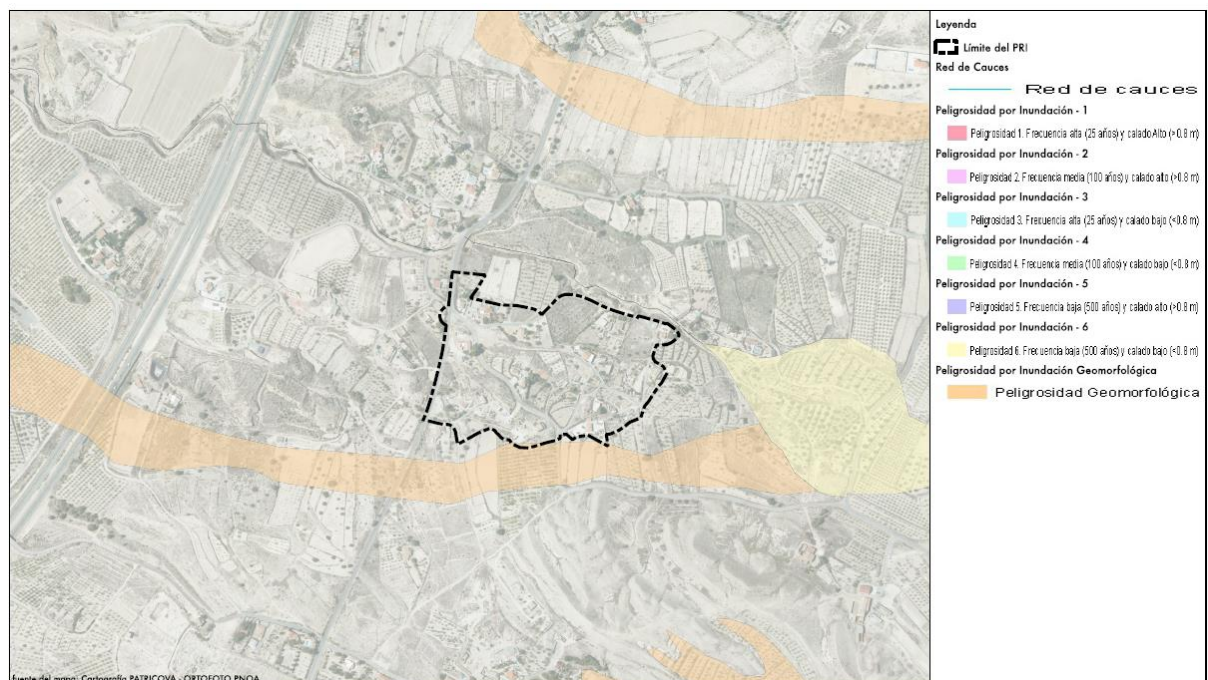 Leyenda
Límite del PRI
Red de Cauces
Red de cauces
Peligrosidad por Inundación - 1
Peligrosidad 1. Frecuencia alta (25 años) y calado Alto (>0.8 m)
Peligrosidad por Inundación - 2
Peligrosidad 2. Frecuencia media (100 años) y calado alto (>0.8 m)
Peligrosidad por Inundación - 3
Peligrosidad 3. Frecuencia alta (25 años) y calado bajo (<0.8 m)
Peligrosidad por Inundación - 4
Peligrosidad 4. Frecuencia media (100 años) y calado bajo (<0.8 m)
Peligrosidad por Inundación - 5
Peligrosidad 5. Frecuencia baja (500 años) y calado alto (>0.8 m)
Peligrosidad por Inundación - 6
Peligrosidad 6. Frecuencia baja (500 años) y calado bajo (<0.8 m)
Peligrosidad por Inundación Geomorfológica
Peligrosidad Geomorfológica
fuente del mapa: Cartografía PATRICOVA - ORTOFOTO PNOA